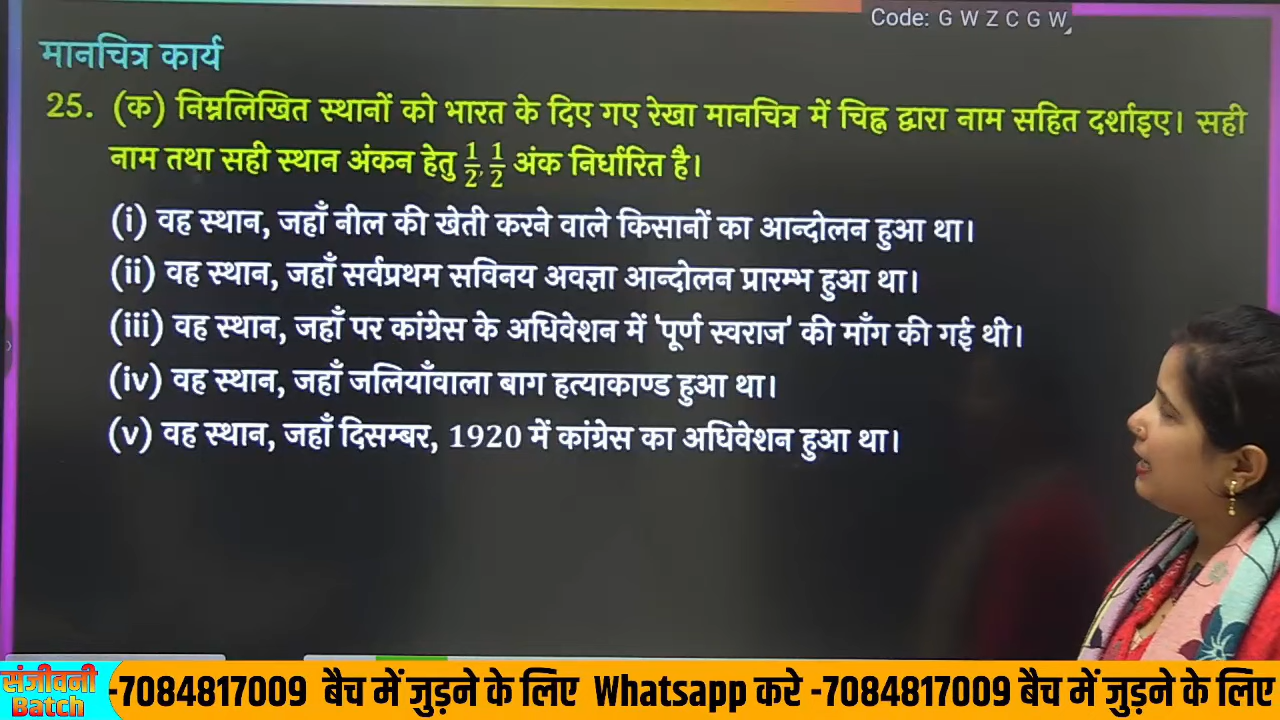 Code: G W Z C G W
मानचित्र कार्य
25. (क) निम्नलिखित स्थानों को भारत के दिए गए रेखा मानचित्र में चिह्न द्वारा नाम सहित दर्शाइए। सही
नाम तथा सही स्थान अंकन हेतु 1/2, 1/2 अंक निर्धारित है।
(i) वह स्थान, जहाँ नील की खेती करने वाले किसानों का आन्दोलन हुआ था।
(ii) वह स्थान, जहाँ सर्वप्रथम सविनय अवज्ञा आन्दोलन प्रारम्भ हुआ था।
(iii) वह स्थान, जहाँ पर कांग्रेस के अधिवेशन में 'पूर्ण स्वराज' की माँग की गई थी।
(iv) वह स्थान, जहाँ जलियाँवाला बाग हत्याकाण्ड हुआ था।
(v) वह स्थान, जहाँ दिसम्बर, 1920 में कांग्रेस का अधिवेशन हुआ था।
संजीवनी
Batch
-7084817009 बैच में जुड़ने के लिए Whatsapp करे -7084817009 बैच में जुड़ने के लिए